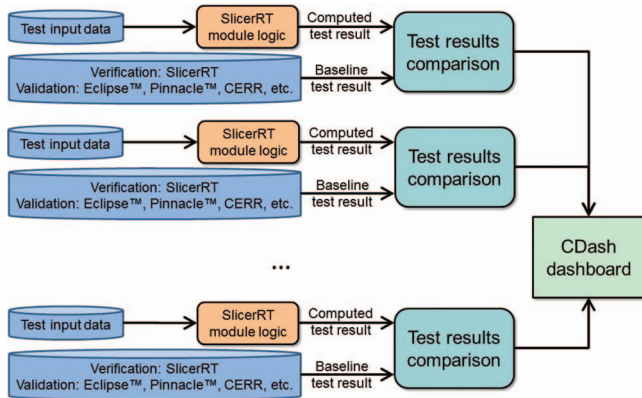 Test input data
SlicerRT
module logic
Computed
test result
Verification: SlicerRT
Validation: Eclipse™, Pinnacle™, CERR, etc.
Baseline
test result
Test results
comparison
Test input data
SlicerRT
module logic
Computed
test result
Verification: SlicerRT
Validation: Eclipse™, Pinnacle™, CERR, etc.
Baseline
test result
Test results
comparison
...
CDash
dashboard
Test input data
SlicerRT
module logic
Computed
test result
Verification: SlicerRT
Validation: Eclipse™, Pinnacle™, CERR, etc.
Baseline
test result
Test results
comparison